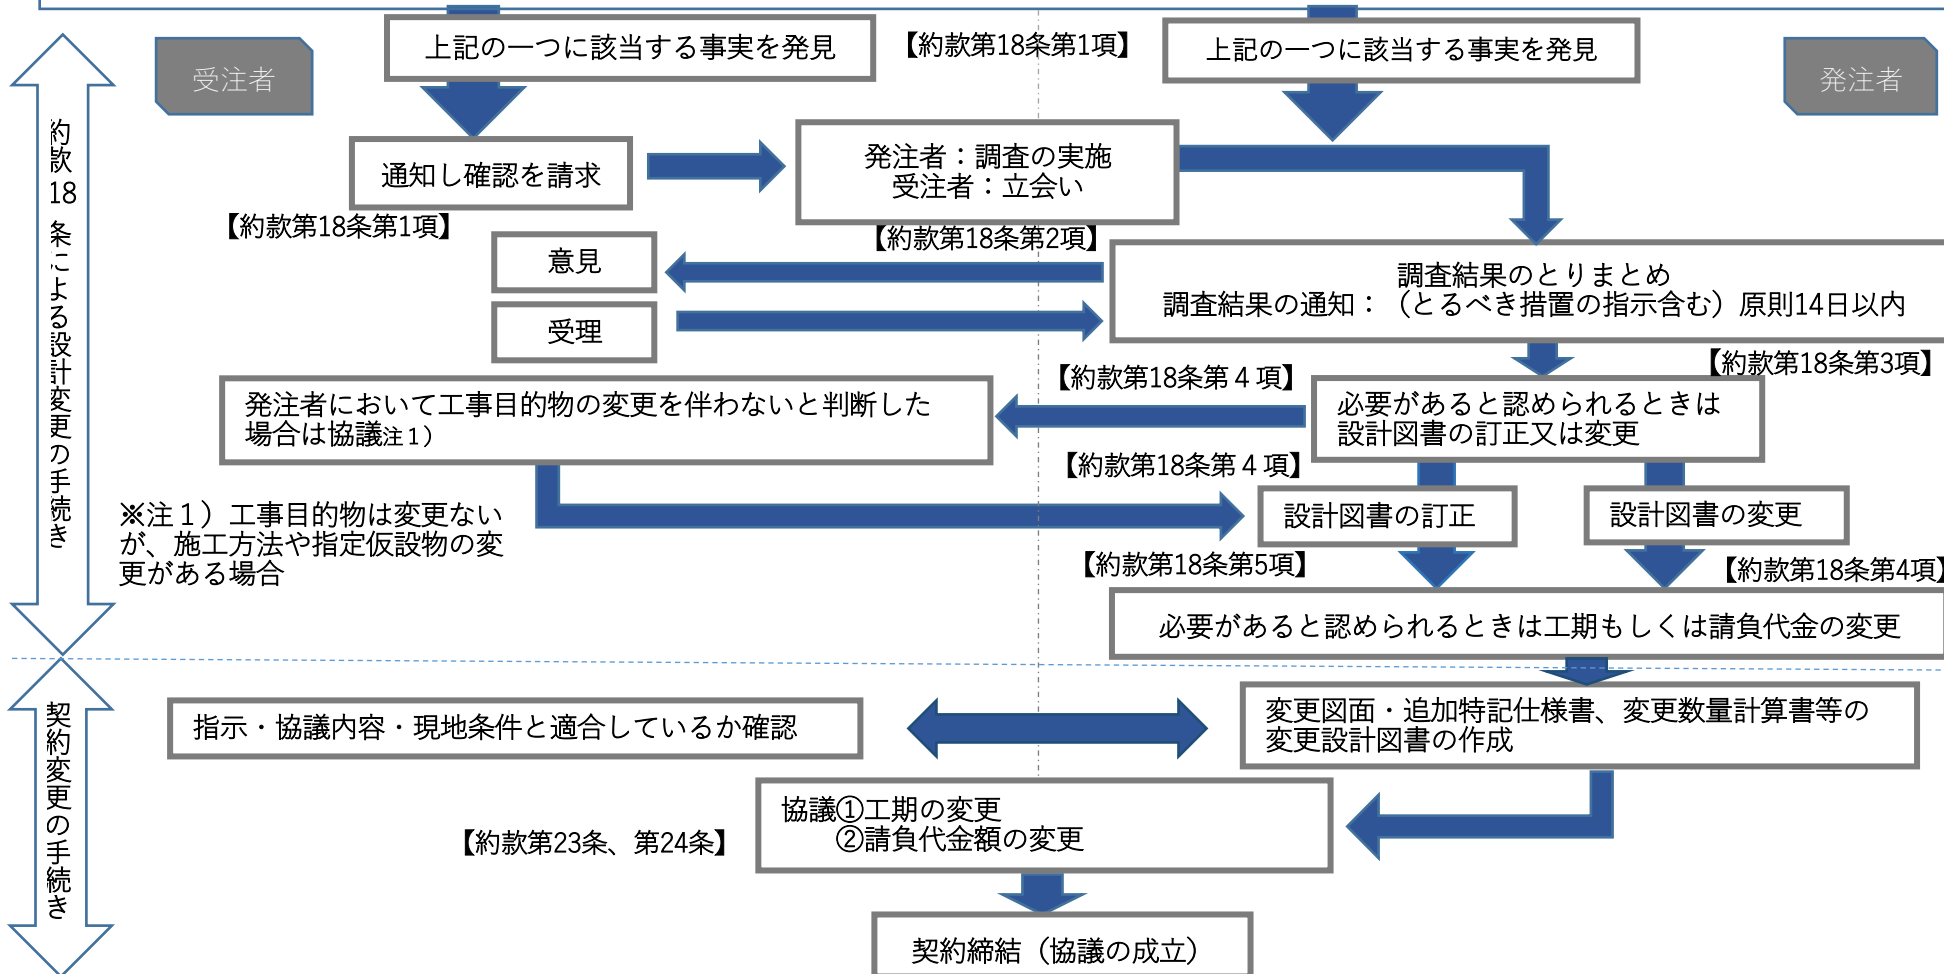 上記の一つに該当する事実を発見
【約款第18条第1項】
上記の一つに該当する事実を発見
受注者
発注者
約款18条による設計変更の手続き
通知し確認を請求
発注者：調査の実施
受注者：立会い
【約款第18条第1項】
【約款第18条第2項】
意見
調査結果のとりまとめ
調査結果の通知：（とるべき措置の指示含む）原則14日以内
受理
【約款第18条第3項】
【約款第18条第４項】
発注者において工事目的物の変更を伴わないと判断した
場合は協議注１）
必要があると認められるときは
設計図書の訂正又は変更
【約款第18条第４項】
※注１）工事目的物は変更ない
が、施工方法や指定仮設物の変
更がある場合
設計図書の訂正
設計図書の変更
【約款第18条第5項】
【約款第18条第4項】
必要があると認められるときは工期もしくは請負代金の変更
契約変更の手続き
指示・協議内容・現地条件と適合しているか確認
変更図面・追加特記仕様書、変更数量計算書等の
変更設計図書の作成
協議①工期の変更
②請負代金額の変更
【約款第23条、第24条】
契約締結（協議の成立）